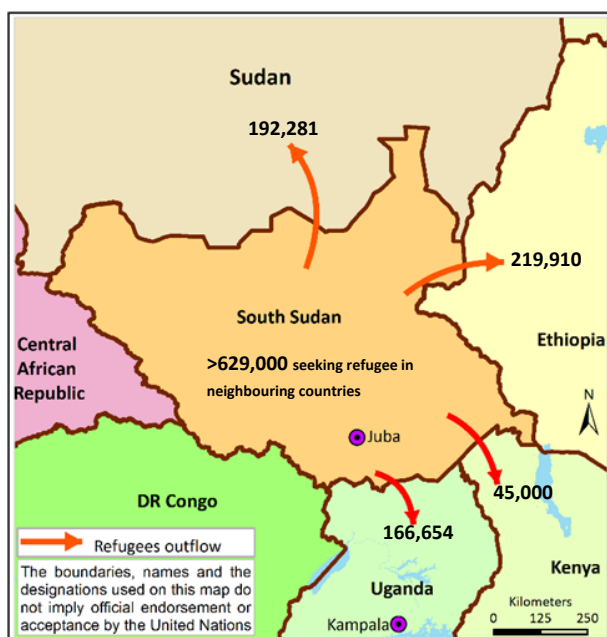 Sudan
192,281
219,910
South Sudan
Ethiopia
Central
African
Republic
>629,000 seeking refugee in
neighbouring countries
N
Juba
45,000
DR Congo
166,654
Refugees outflow
Kenya
The boundaries, names and the
designations used on this map do
not imply official endorsement or
acceptance by the United Nations
Uganda
Kampala
Kilometers
0 125 250